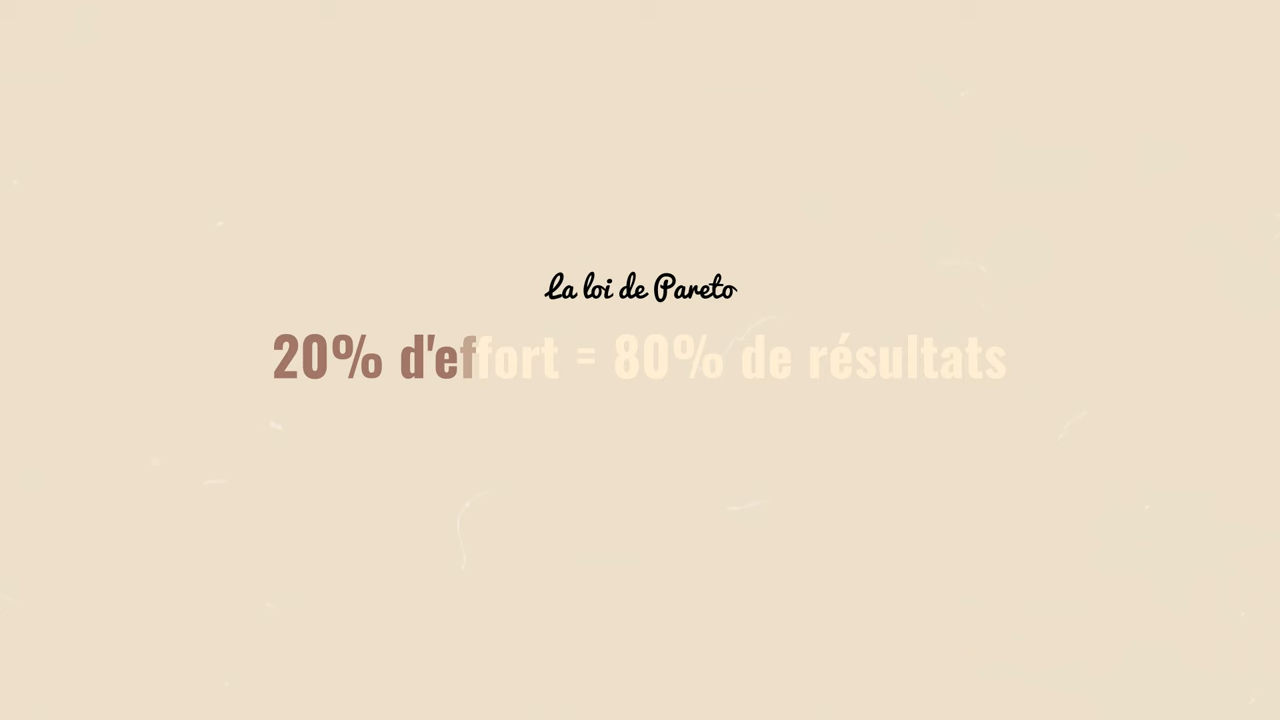 La loi de Pareto
20% d'effort = 80% de résultats